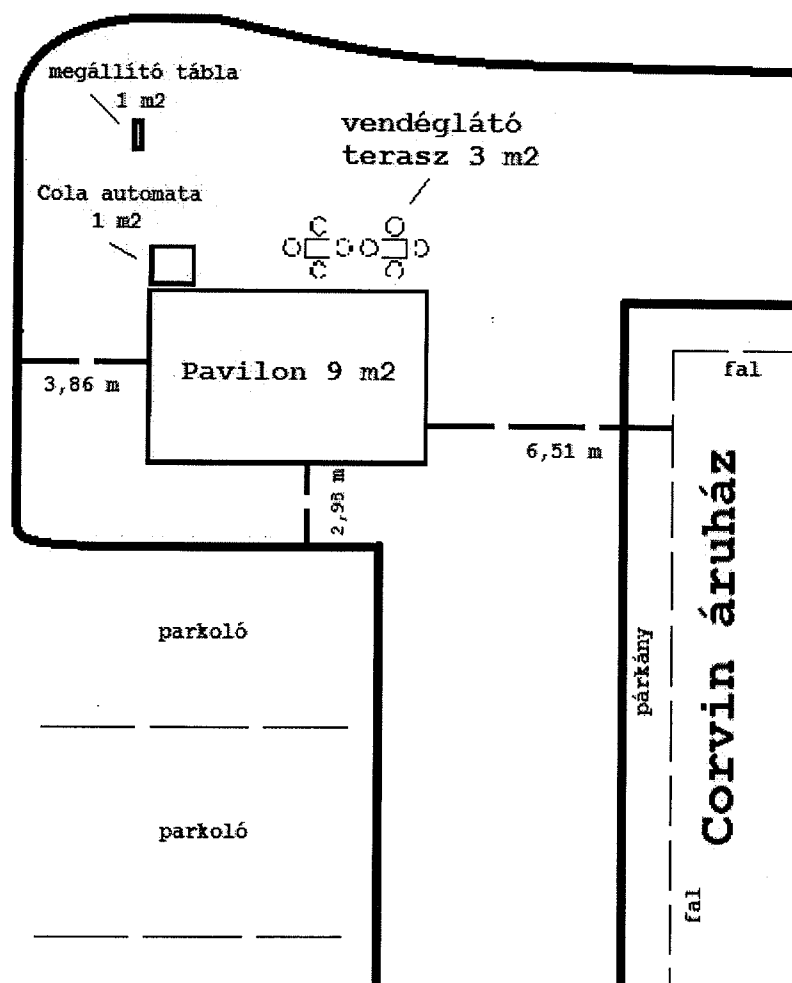 megállító tábla
1 m2
vendéglátó
terasz 3 m2
Cola automata
1 m2
Pavilon 9 m2
3,86 m
fal
6,51 m
2,98 m
Corvin áruház
parkoló
párkány
parkoló
fal